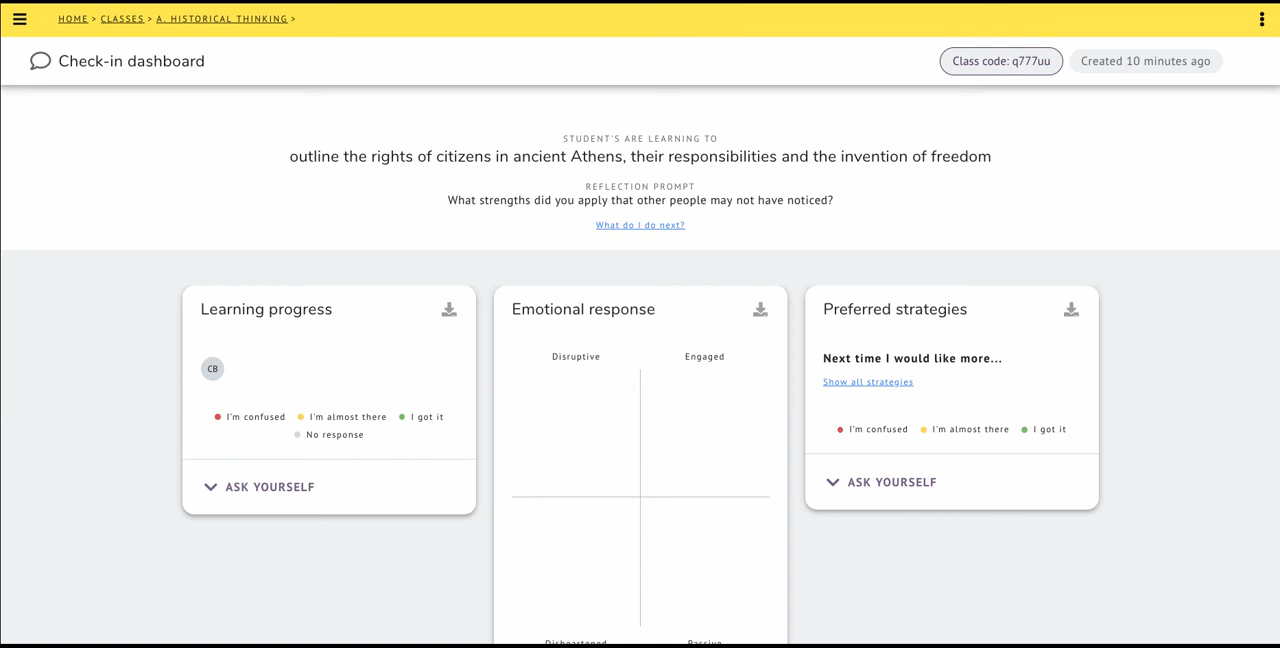 HOME > CLASSES > A. HISTORICAL THINKING >
Check-in dashboard
Class code: q777uu
Created 10 minutes ago
STUDENT'S ARE LEARNING TO
outline the rights of citizens in ancient Athens, their responsibilities and the invention of freedom
REFLECTION PROMPT
What strengths did you apply that other people may not have noticed?
What do I do next?
Learning progress
CB
I'm confused I'm almost there I got it
No response
ASK YOURSELF
Emotional response
Disruptive Engaged
Disheartened Passive
Preferred strategies
Next time I would like more...
Show all strategies
I'm confused I'm almost there I got it
ASK YOURSELF